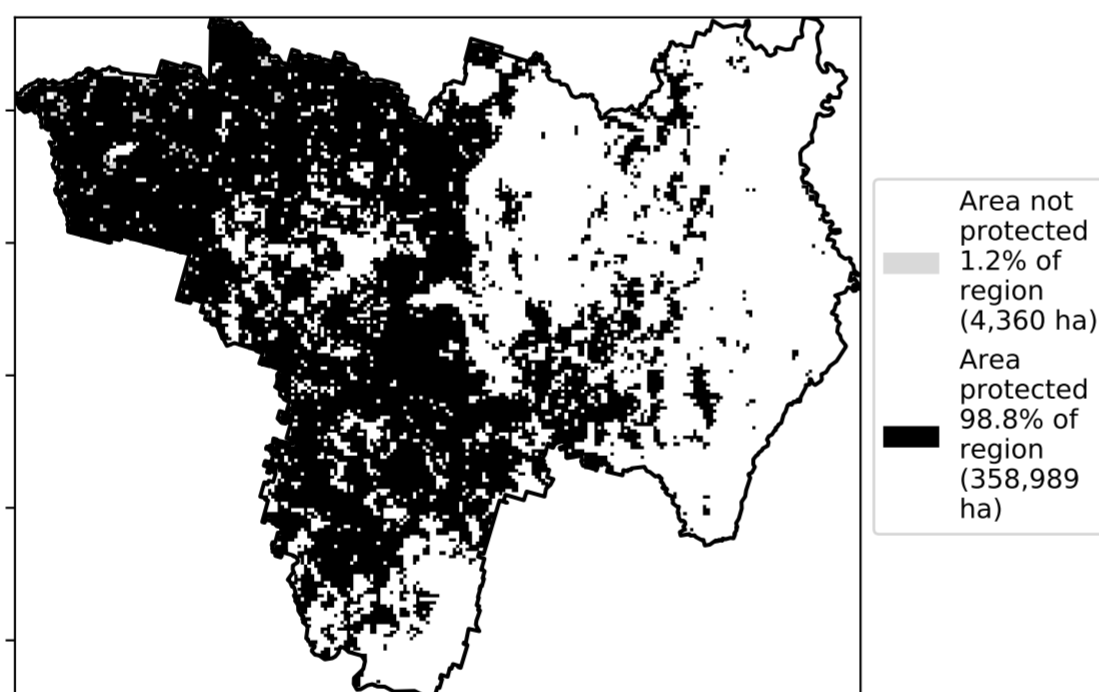 Area not
protected
1.2% of
region
(4,360 ha)
Area
protected
98.8% of
region
(358,989
ha)